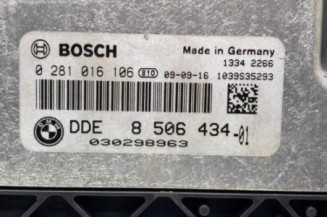 BOSCH
Made in Germany
1334 2266
0 281 016 106 810 09-09-16 1039S35293
DDE 8 506 434-01
030298963